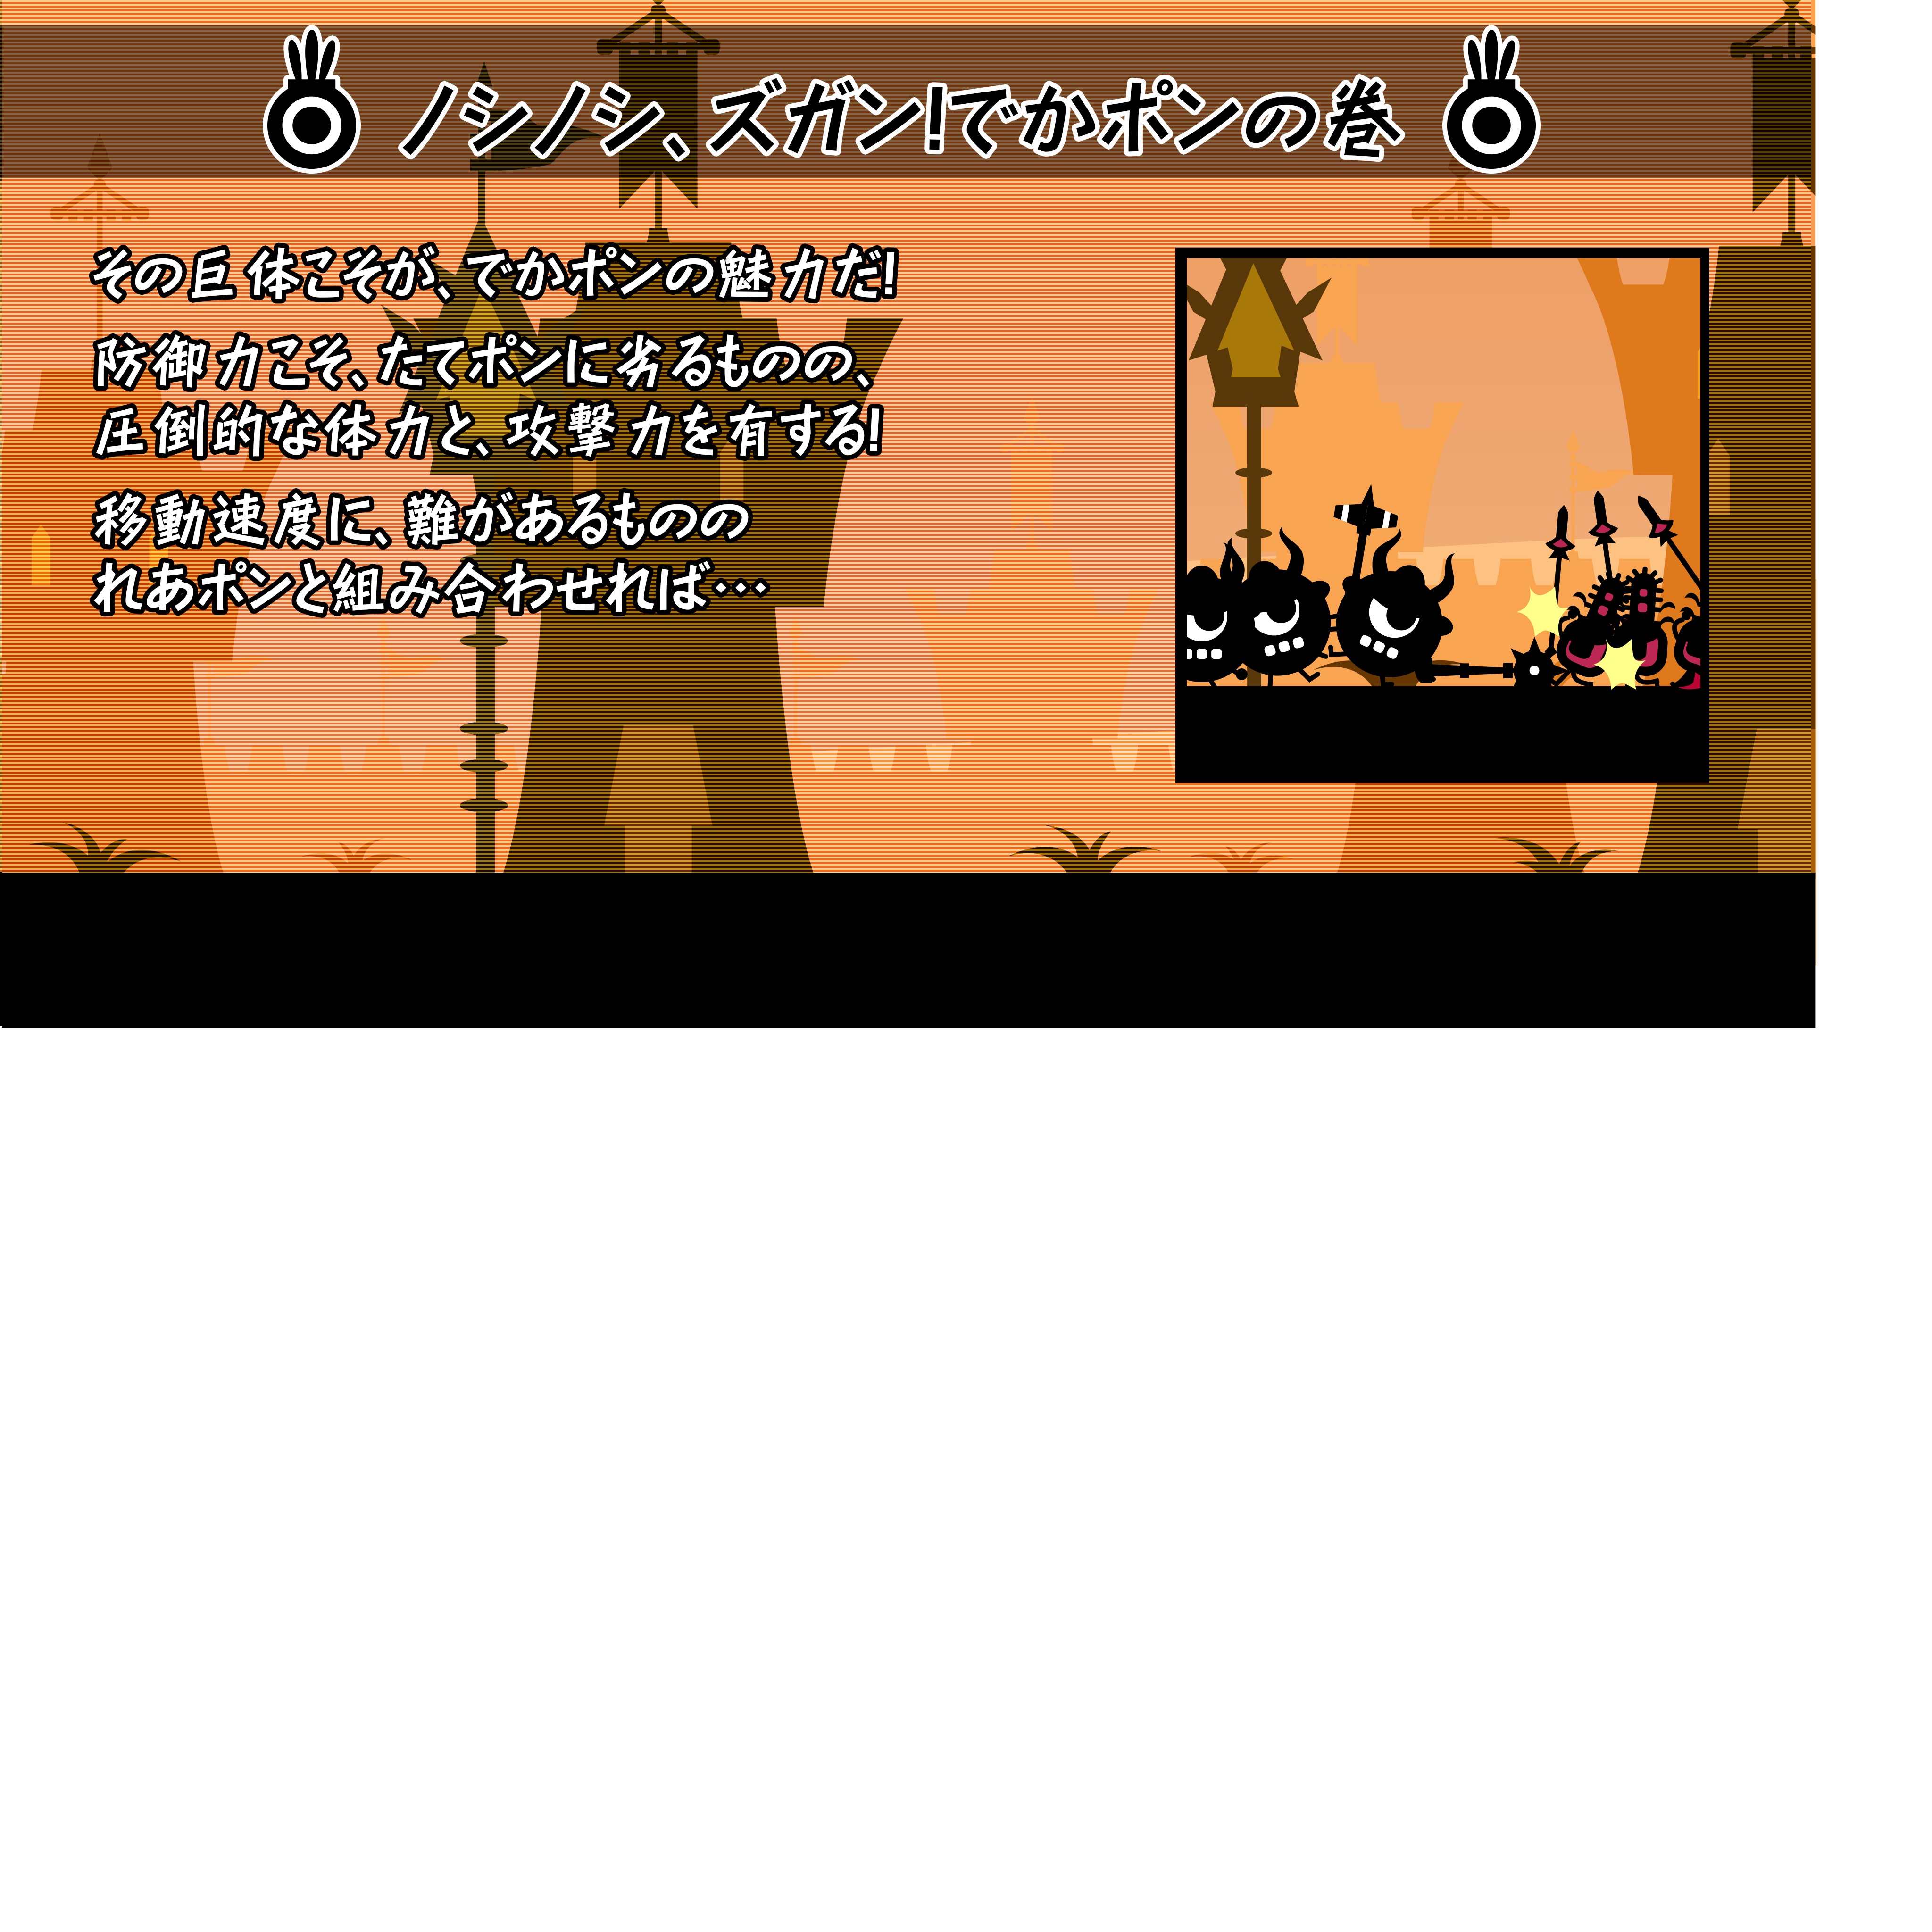 ノシノシ、ズガン!でかポンの巻
その巨体こそが、でかポンの魅力だ!
防御力こそ、たてポンに劣るものの、
圧倒的な体力と、攻撃力を有する!
移動速度に、難があるものの
れあポンと組み合わせれば…